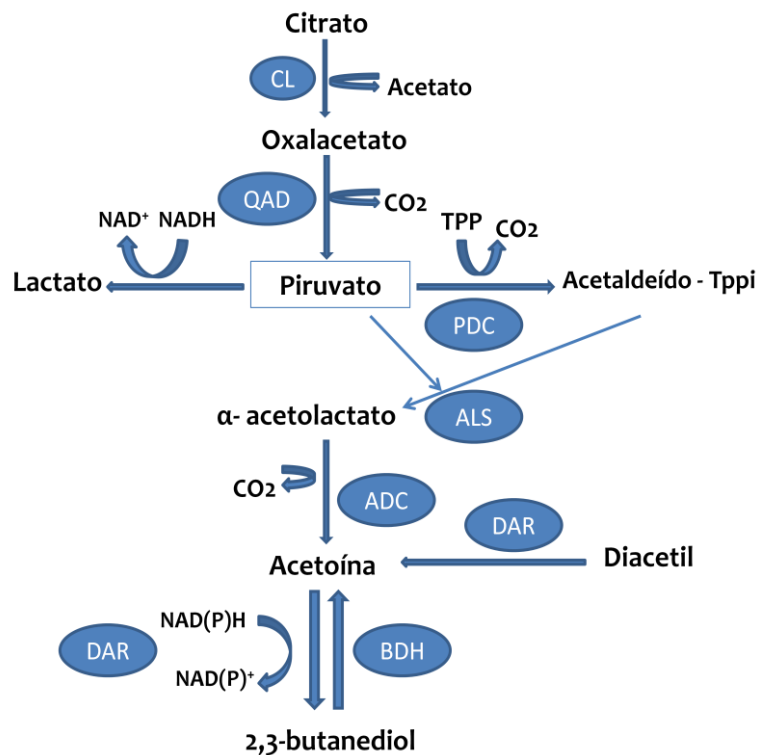 Citrato
CL
Acetato
Oxalacetato
QAD
CO2
NAD⁺ NADH
TPP
CO2
Lactato
Piruvato
Acetaldeído - Tppi
PDC
α- acetolactato
ALS
CO2
ADC
DAR
Acetoína
Diacetil
NAD(P)H
DAR
BDH
NAD(P)⁺
2,3-butanediol